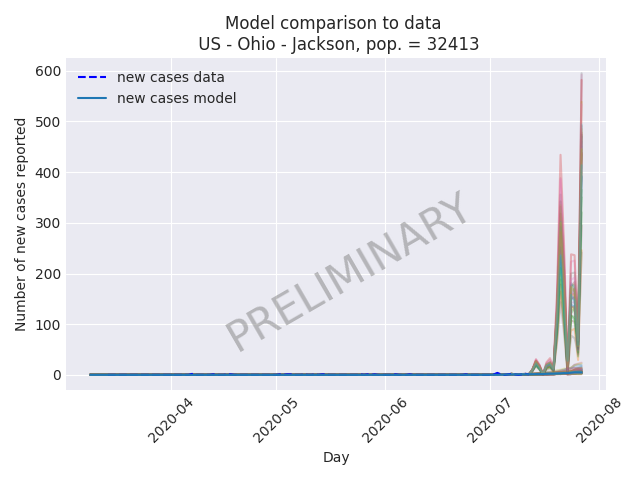 Model comparison to data
US - Ohio - Jackson, pop. = 32413
new cases data
new cases model
PRELIMINARY
Number of new cases reported
600
500
400
300
200
100
0
2020-04
2020-05
2020-06
2020-07
2020-08
Day